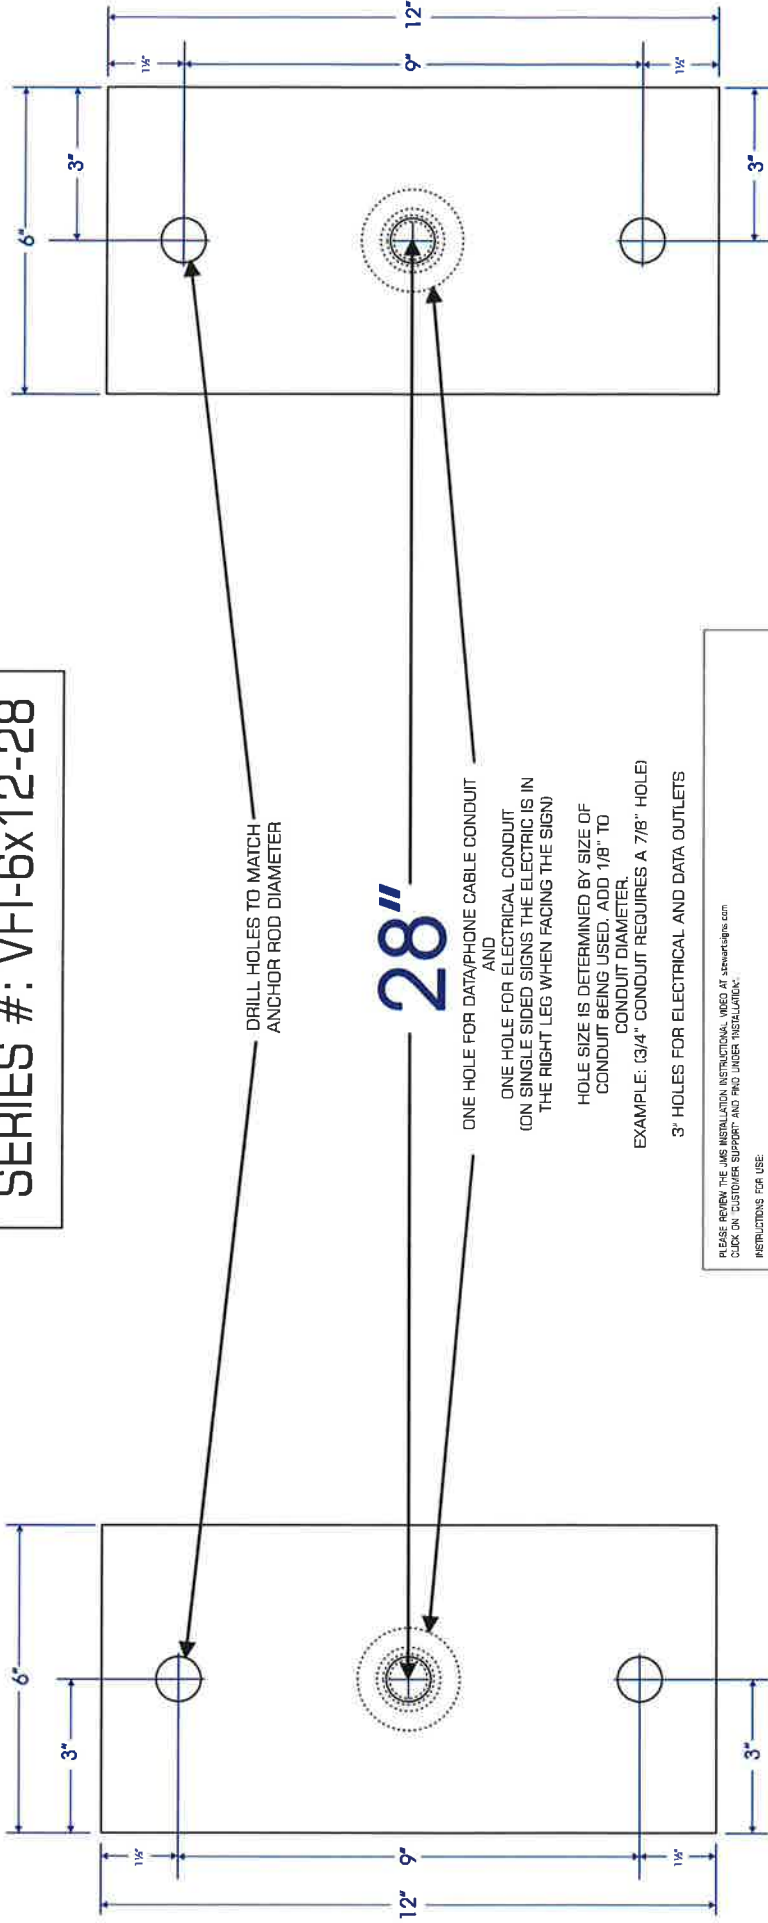 SERIES #: VFI-6x12-28
6"
3"
1½"
9"
12"
1½"
3"
DRILL HOLES TO MATCH
ANCHOR ROD DIAMETER
28"
ONE HOLE FOR DATA/PHONE CABLE CONDUIT
AND
ONE HOLE FOR ELECTRICAL CONDUIT
(ON SINGLE SIDED SIGNS THE ELECTRIC IS IN
THE RIGHT LEG WHEN FACING THE SIGN)
HOLE SIZE IS DETERMINED BY SIZE OF
CONDUIT BEING USED. ADD 1/8" TO
CONDUIT DIAMETER.
EXAMPLE: (3/4" CONDUIT REQUIRES A 7/8" HOLE)
3" HOLES FOR ELECTRICAL AND DATA OUTLETS
6"
3"
1½"
9"
12"
1½"
3"
PLEASE REVIEW THE JMS INSTALLATION INSTRUCTIONAL VIDEO AT stewartsigns.com
CLICK ON "CUSTOMER SUPPORT" AND FIND UNDER "INSTALLATION".
INSTRUCTIONS FOR USE: